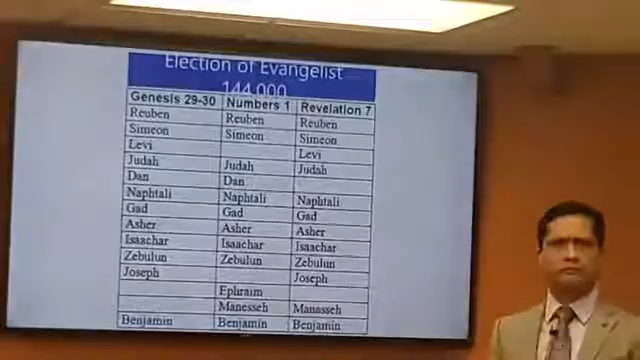 Election of Evangelist
144,000
Genesis 29-30 Numbers 1 Revelation 7
Reuben Reuben Reuben
Simeon Simeon Simeon
Levi Levi
Judah Judah Judah
Dan Dan
Naphtali Naphtali Naphtali
Gad Gad Gad
Asher Asher Asher
Isaachar Isaachar Isaachar
Zebulun Zebulun Zebulun
Joseph Joseph
Ephraim
Manesseh Manasseh
Benjamin Benjamin Benjamin